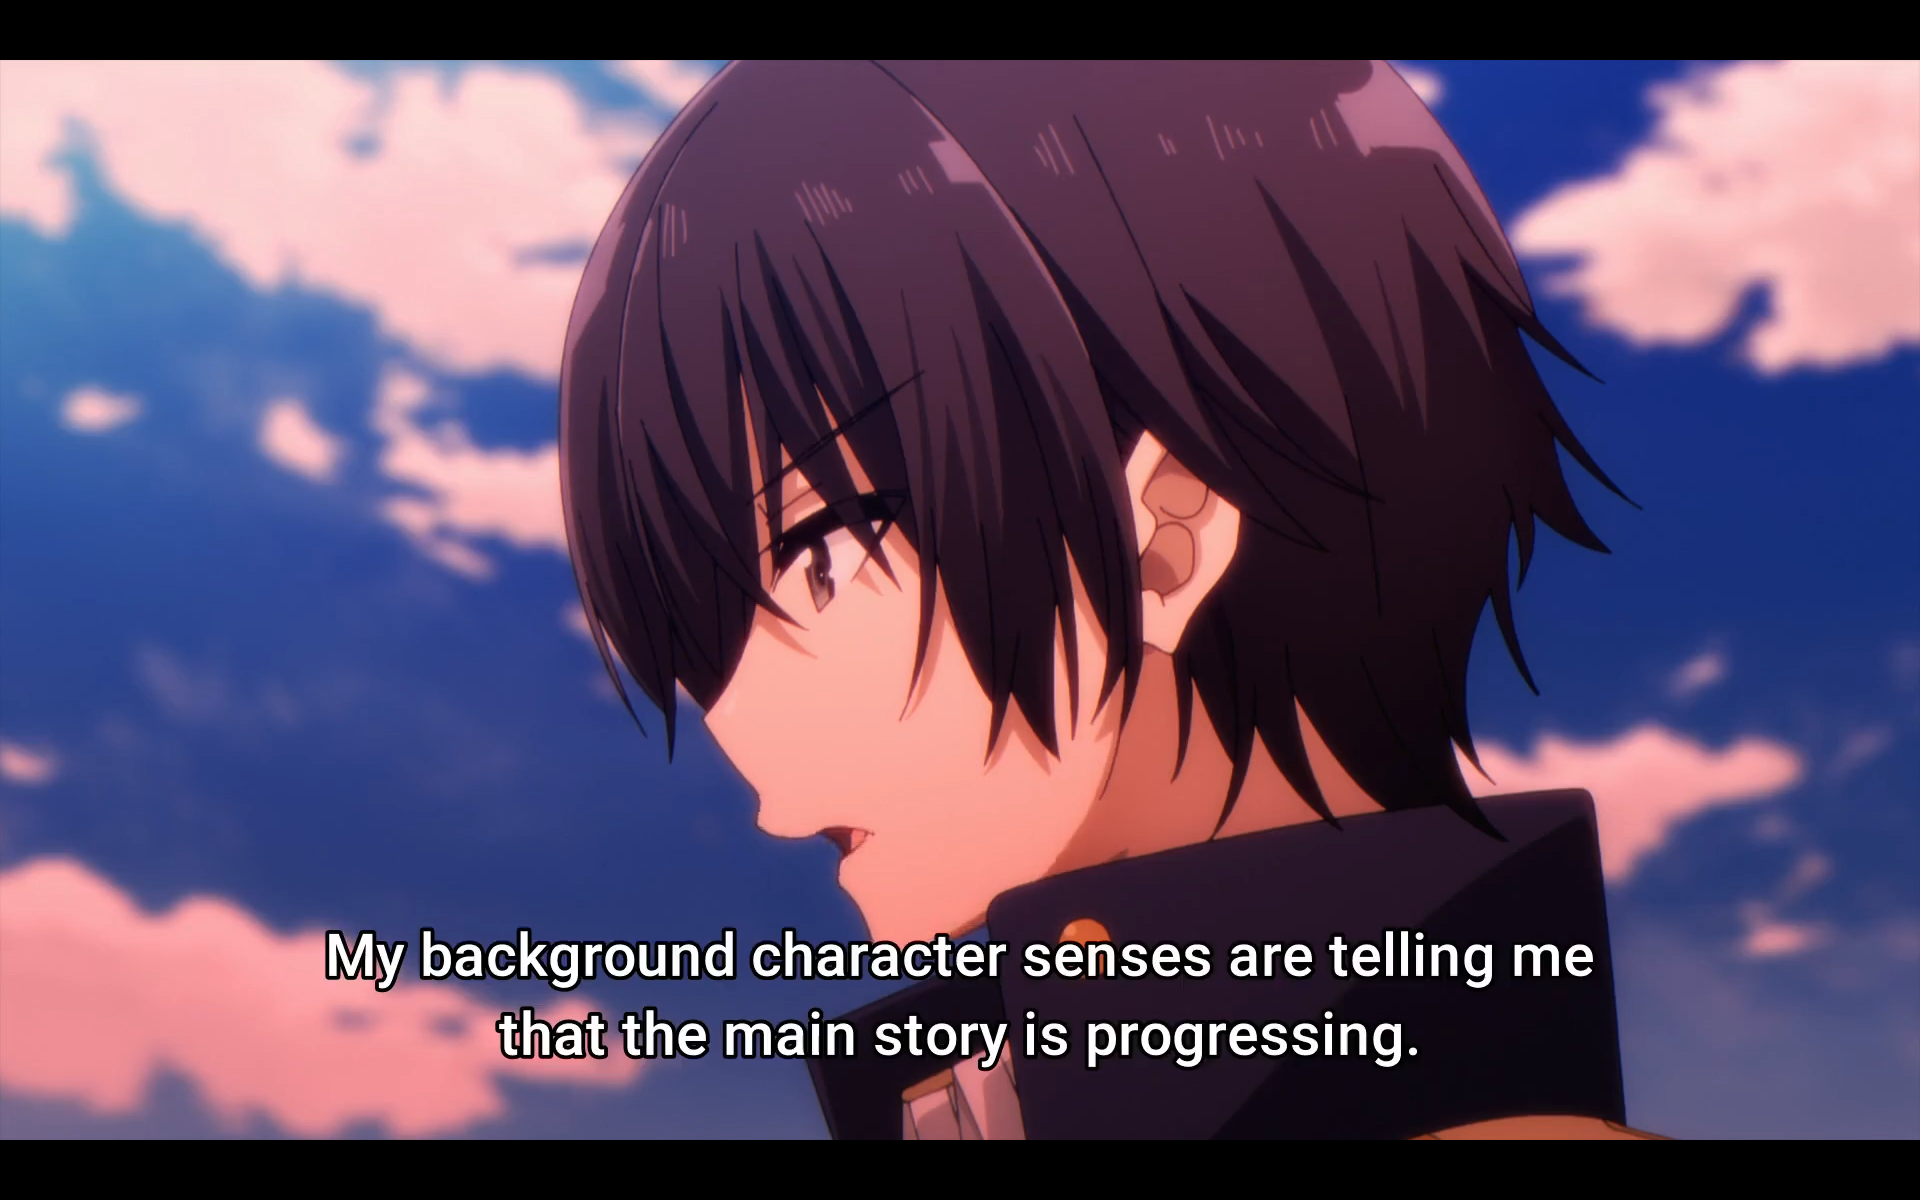 My background character senses are telling me
that the main story is progressing.